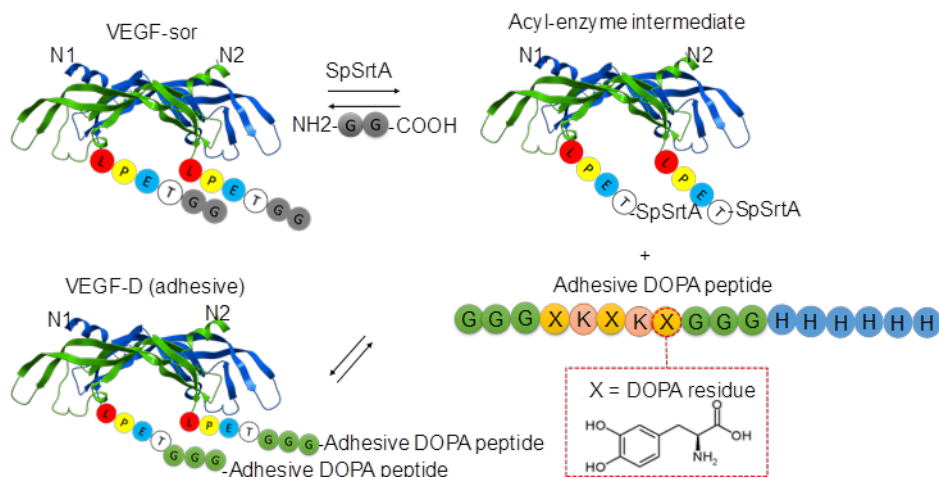 VEGF-sor
N1
N2
L P E T G G
L P E T G G
SpSrtA
NH2-G G-COOH
Acyl-enzyme intermediate
N1
N2
L P E T-SpSrtA
L P E T-SpSrtA
+
Adhesive DOPA peptide
G G G X K X K X G G G H H H H H H
X = DOPA residue
O
HO
OH
HO
NH2
VEGF-D (adhesive)
N1
N2
L P E T G G G-Adhesive DOPA peptide
L P E T G G G-Adhesive DOPA peptide